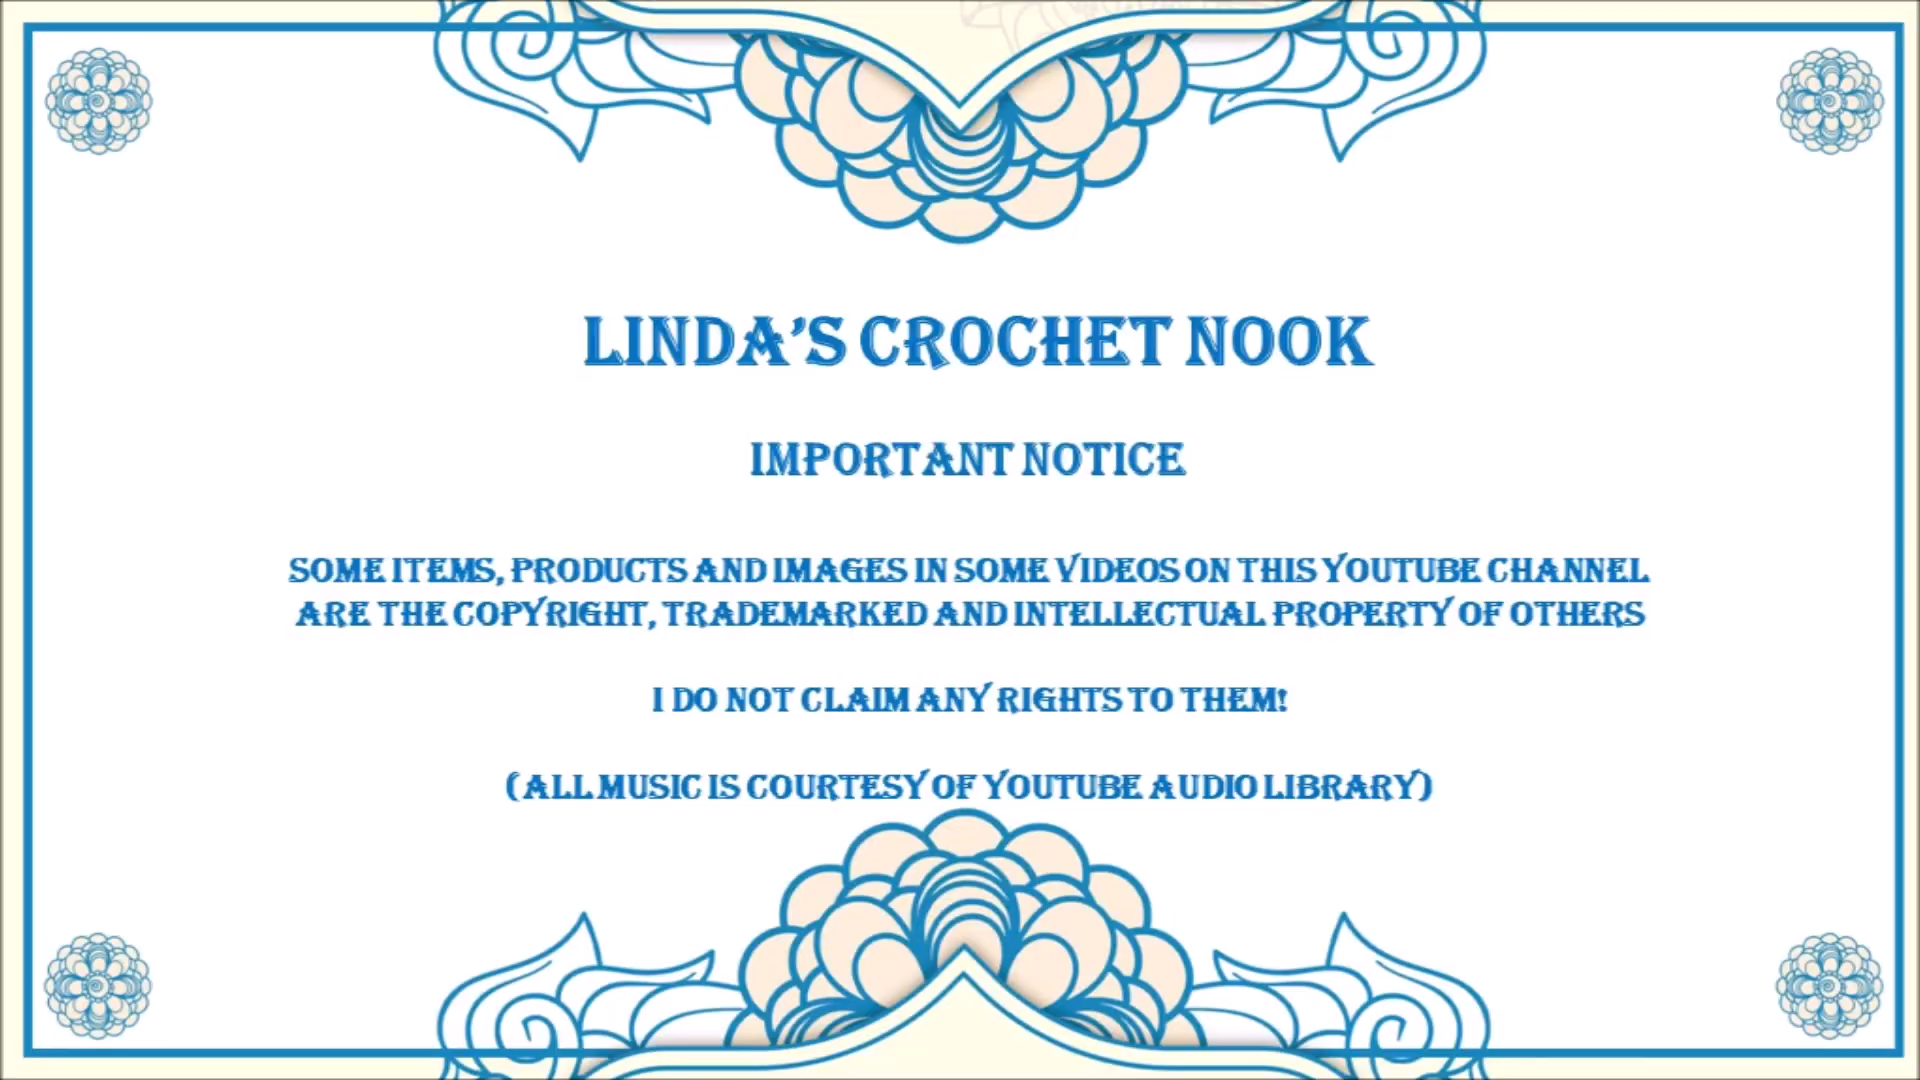 LINDA'S CROCHET NOOK
IMPORTANT NOTICE
SOME ITEMS, PRODUCTS AND IMAGES IN SOME VIDEOS ON THIS YOUTUBE CHANNEL
ARE THE COPYRIGHT, TRADEMARKED AND INTELLECTUAL PROPERTY OF OTHERS
I DO NOT CLAIM ANY RIGHTS TO THEM!
(ALL MUSIC IS COURTESY OF YOUTUBE AUDIO LIBRARY)